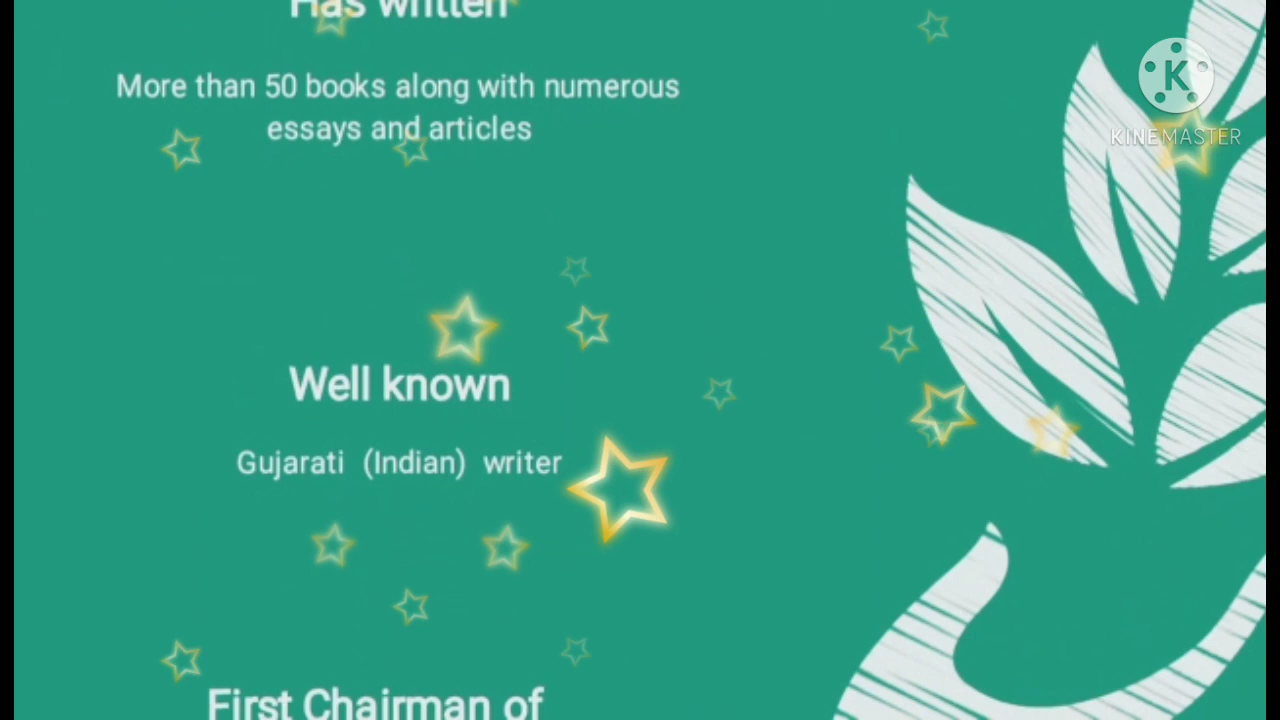 Has written
More than 50 books along with numerous
essays and articles
K
KINEMASTER
Well known
Gujarati (Indian) writer
First Chairman of